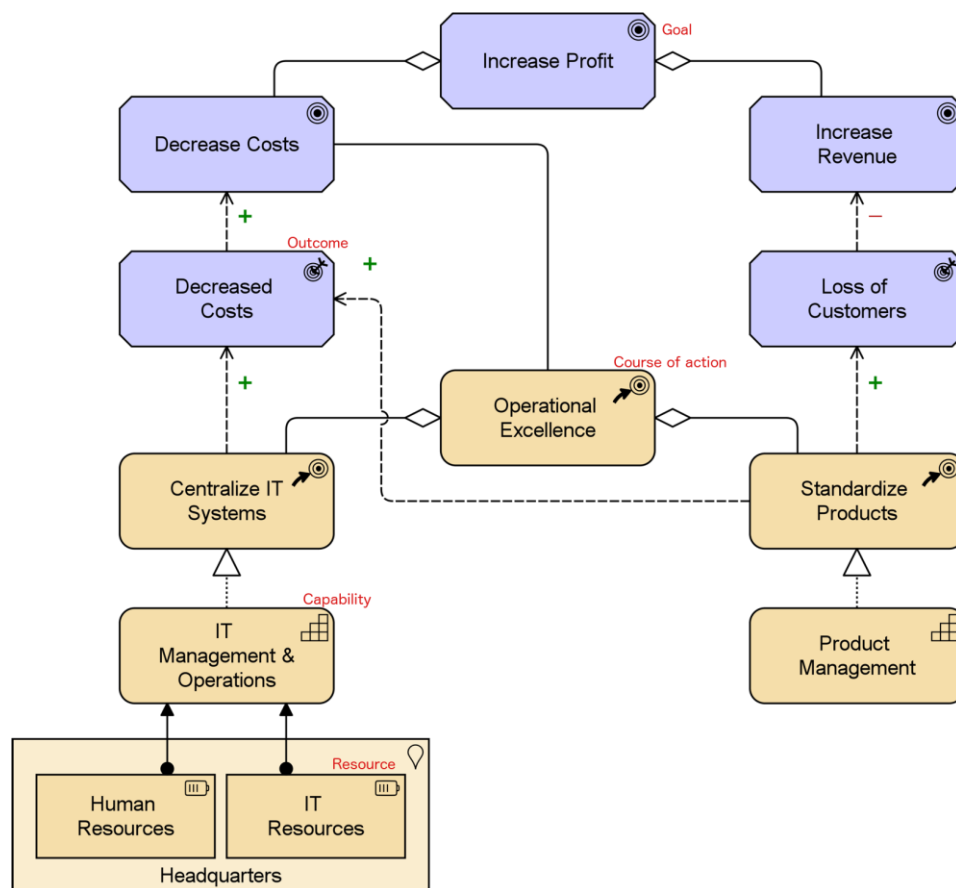 Goal
Increase Profit
Decrease Costs
Increase
Revenue
+
−
Outcome
Decreased
Costs
+
Loss of
Customers
+
Course of action
+
Operational
Excellence
Centralize IT
Systems
Standardize
Products
Capability
IT
Management &
Operations
Product
Management
Resource
Human
Resources
IT
Resources
Headquarters